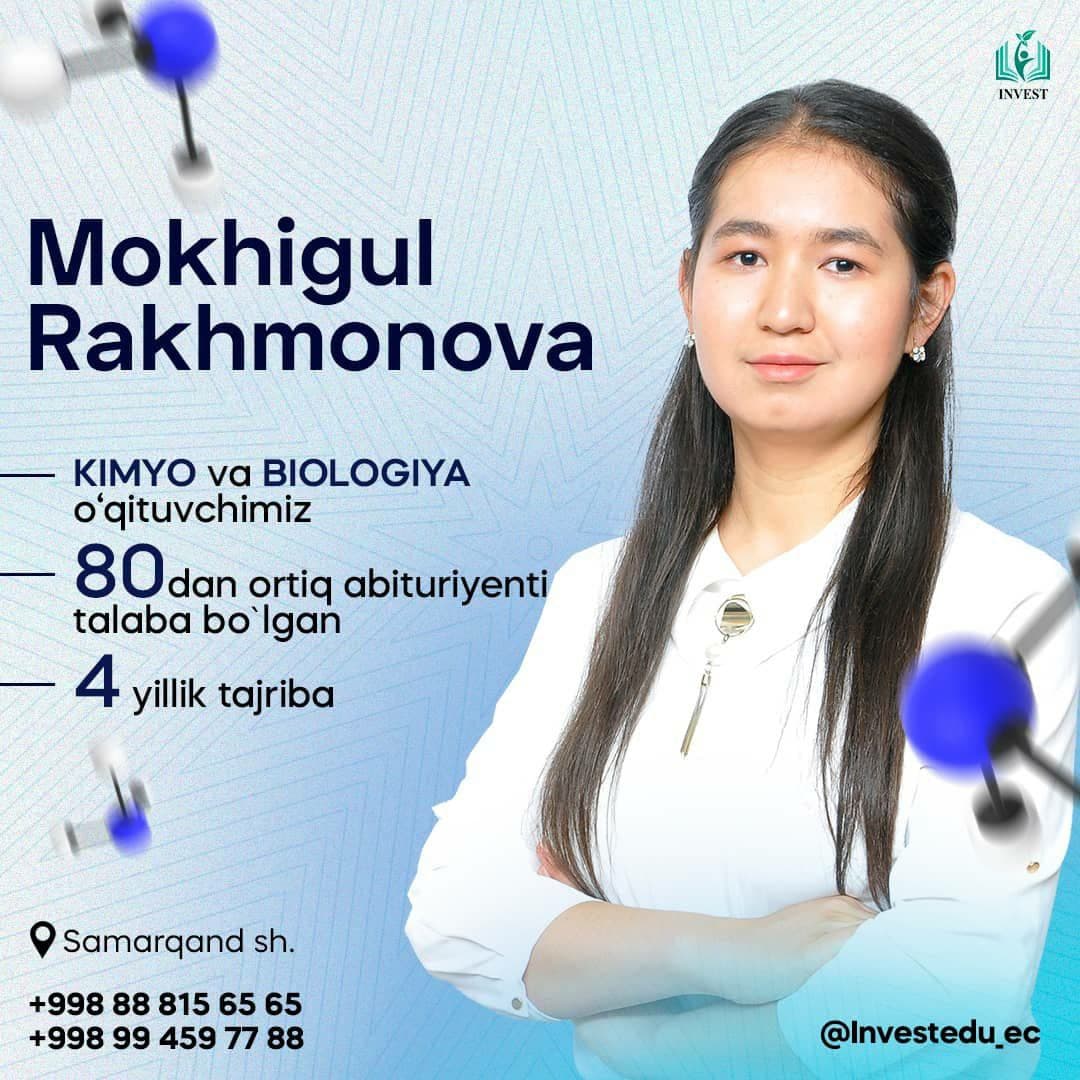 INVEST
Mokhigul
Rakhmonova
KIMYO va BIOLOGIYA
o‘qituvchimiz
80dan ortiq abituriyenti
talaba bo`lgan
4 yillik tajriba
Samarqand sh.
+998 88 815 65 65
+998 99 459 77 88
@Investedu_ec